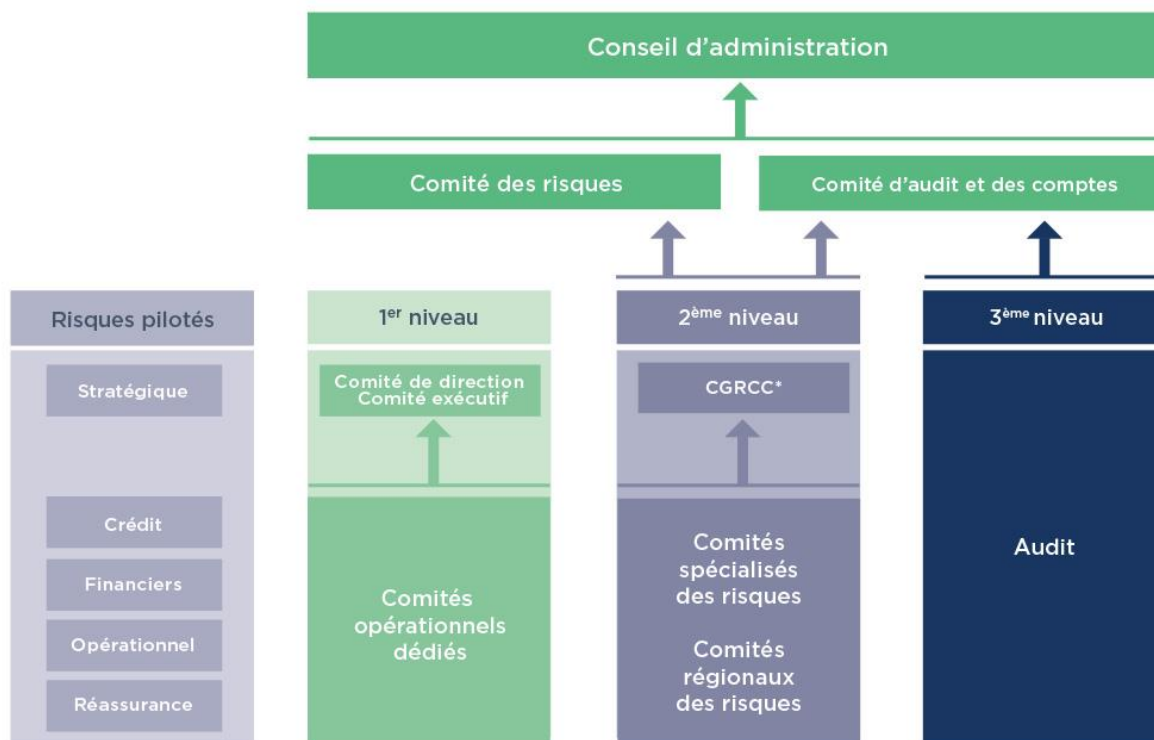 Conseil d’administration
Comité des risques
Comité d’audit et des comptes
Risques pilotés
1er niveau
2ème niveau
3ème niveau
Stratégique
Comité de direction
Comité exécutif
CGRCC*
Crédit
Financiers
Opérationnel
Réassurance
Comités
opérationnels
dédiés
Comités
spécialisés
des risques
Comités
régionaux
des risques
Audit